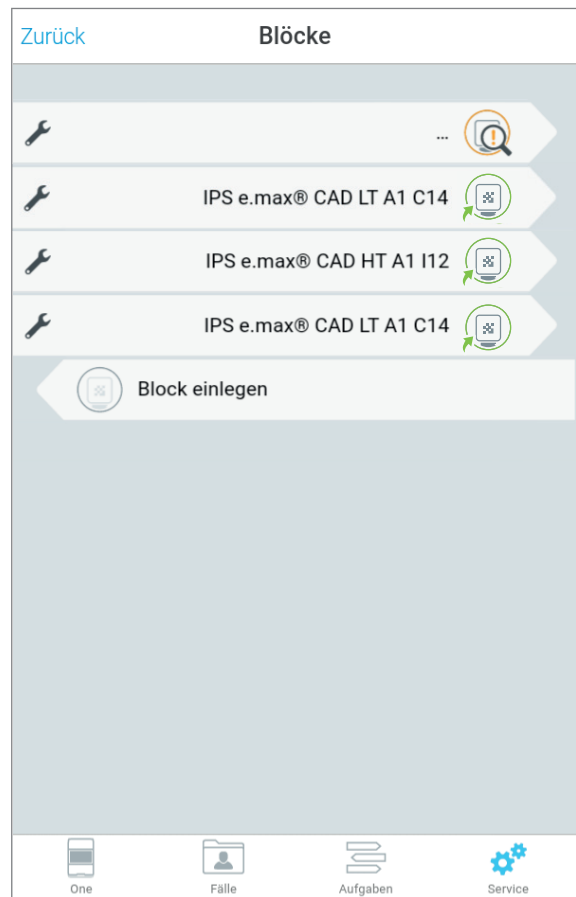 Zurück Blöcke
...
IPS e.max® CAD LT A1 C14
IPS e.max® CAD HT A1 I12
IPS e.max® CAD LT A1 C14
Block einlegen
One Fälle Aufgaben Service